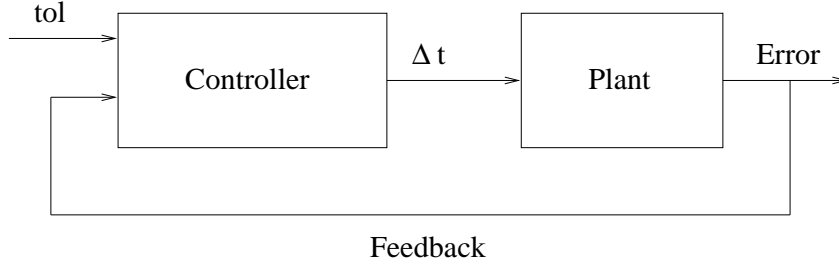 tol
Controller
Δ t
Plant
Error
Feedback